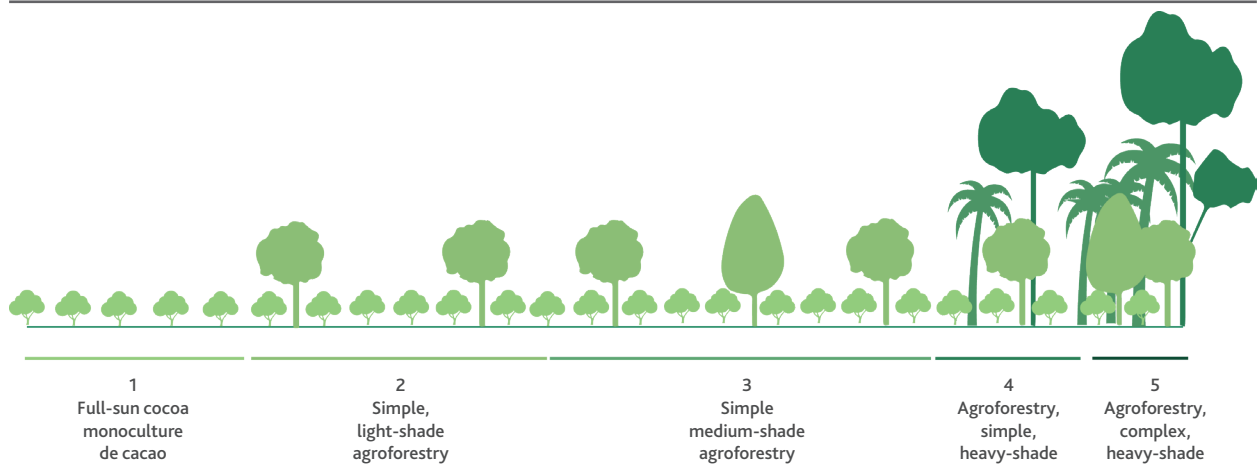 1
Full-sun cocoa
monoculture
de cacao
2
Simple,
light-shade
agroforestry
3
Simple
medium-shade
agroforestry
4
Agroforestry,
simple,
heavy-shade
5
Agroforestry,
complex,
heavy-shade